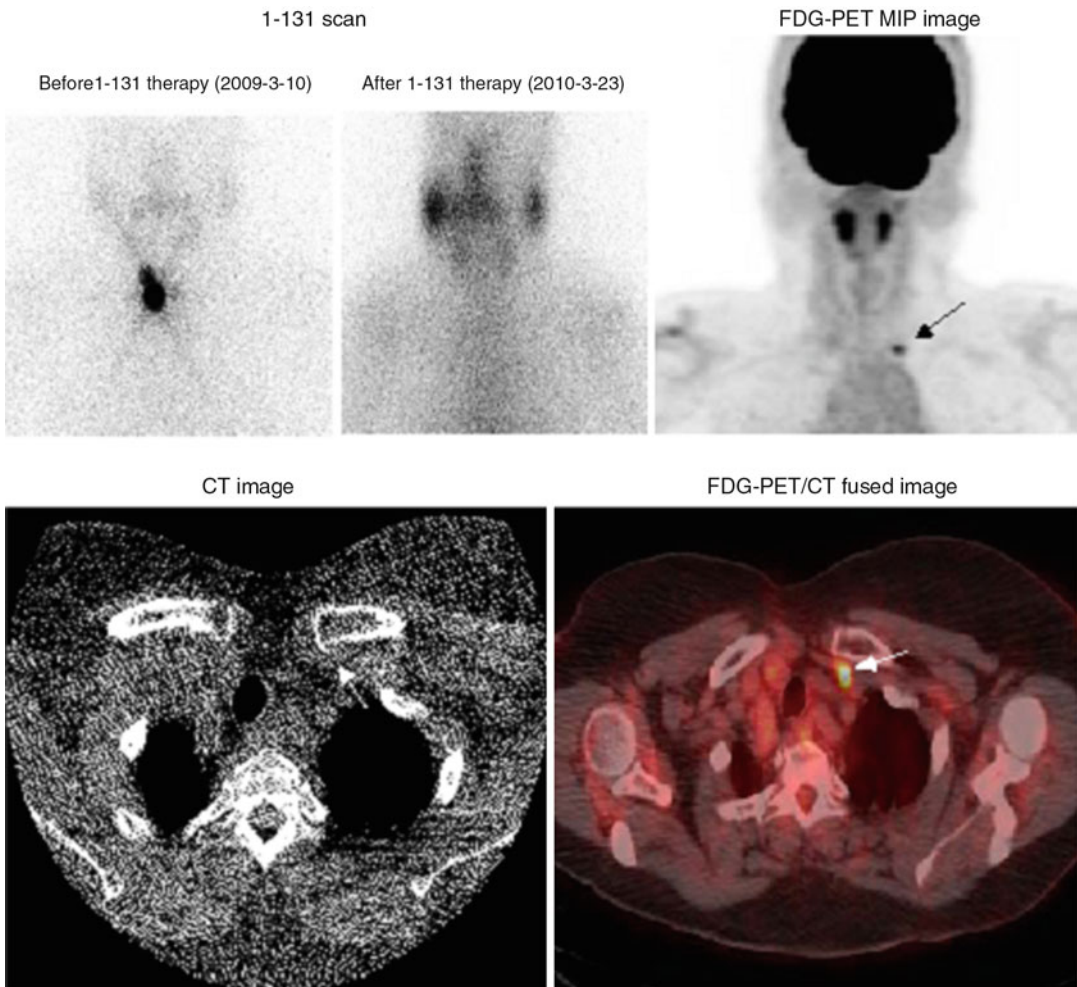 1-131 scan
FDG-PET MIP image
Before1-131 therapy (2009-3-10)
After 1-131 therapy (2010-3-23)
CT image
FDG-PET/CT fused image